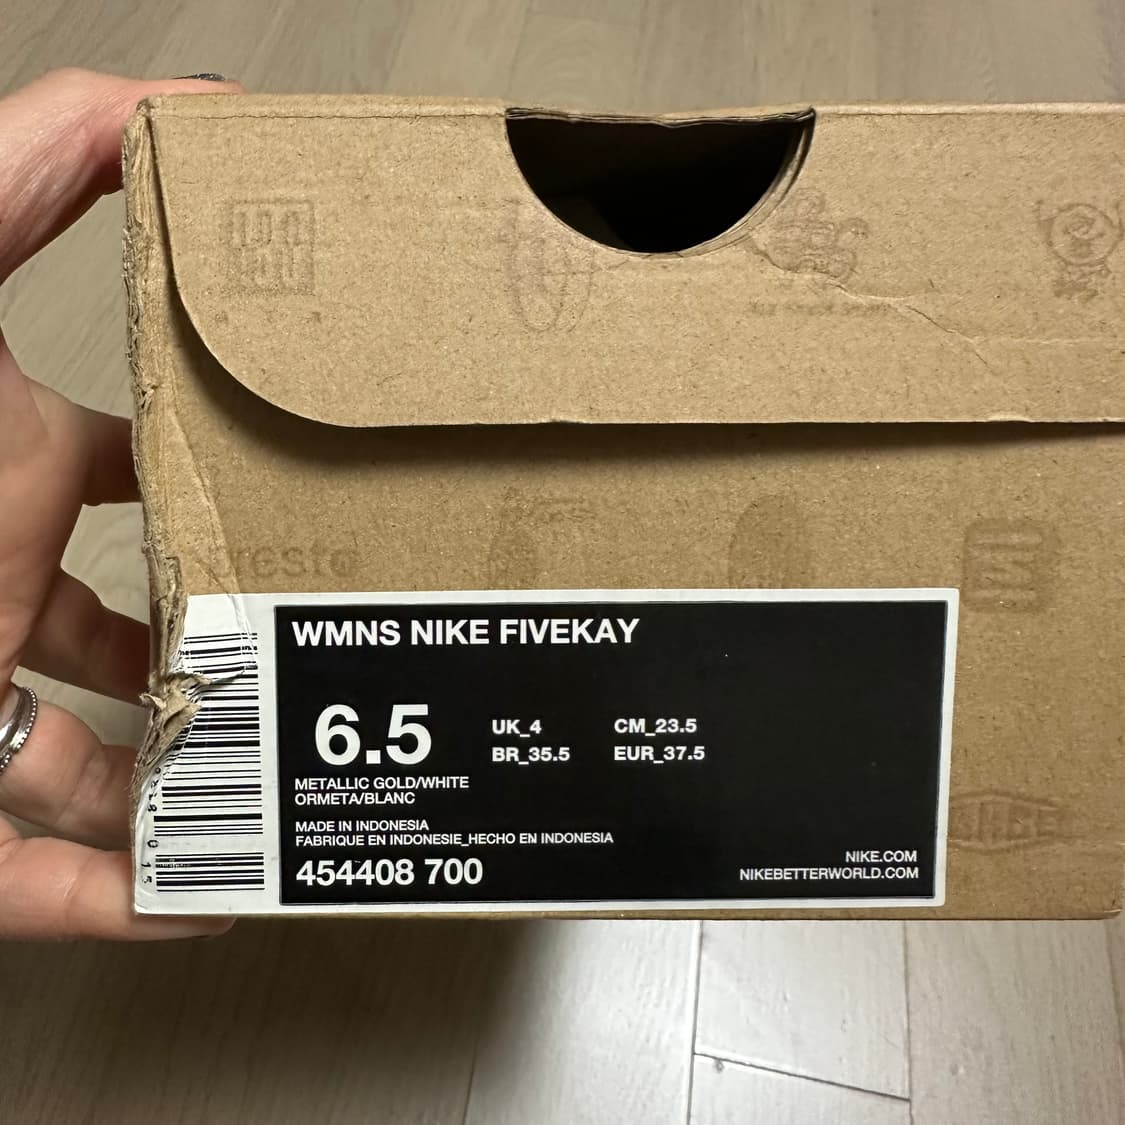 presto
WMNS NIKE FIVEKAY
6.5
UK_4 CM_23.5
BR_35.5 EUR_37.5
METALLIC GOLD/WHITE
ORMETA/BLANC
MADE IN INDONESIA
FABRIQUE EN INDONESIE_HECHO EN INDONESIA
454408 700
NIKE.COM
NIKEBETTERWORLD.COM